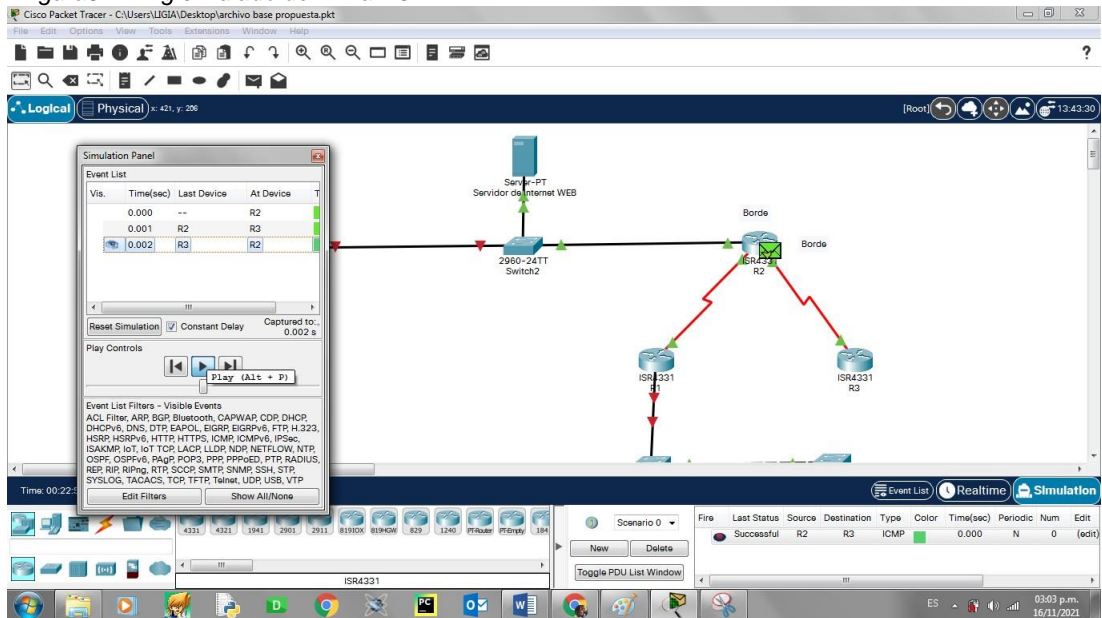 Cisco Packet Tracer - C:\Users\LIGIA\Desktop\archivo base propuesta.pkt
File Edit Options View Tools Extensions Window Help
?
Logical Physical x: 421, y: 206 [Root] 13:43:30
Simulation Panel
Event List
Vis. Time(sec) Last Device At Device T
0.000 -- R2
0.001 R2 R3
0.002 R3 R2
Reset Simulation Constant Delay Captured to:
0.002 s
Play Controls
Play (Alt + P)
Event List Filters - Visible Events
ACL Filter, ARP, BGP, Bluetooth, CAPWAP, CDP, DHCP,
DHCPv6, DNS, DTP, EAPOL, EIGRP, EIGRPv6, FTP, H.323,
HSRP, HSRPv6, HTTP, HTTPS, ICMP, ICMPv6, IPSec,
ISAKMP, IoT, IoT TCP, LACP, LLDP, NDP, NETFLOW, NTP,
OSPF, OSPFv6, PAgP, POP3, PPP, PPPoED, PTP, RADIUS,
REP, RIP, RIPng, RTP, SCCP, SMTP, SNMP, SSH, STP,
SYSLOG, TACACS, TCP, TFTP, Telnet, UDP, USB, VTP
Edit Filters Show All/None
Server-PT
Servidor de Internet WEB
2960-24TT
Switch2
Borde
Borde
ISR4331
R2
ISR4331
R1
ISR4331
R3
Time: 00:22:5
Event List Realtime Simulation
4331 4321 1941 2901 2911 819IOX 819HGW 829 1240 PT-Router PT-Empty 184
ISR4331
Scenario 0
New Delete
Toggle PDU List Window
Fire Last Status Source Destination Type Color Time(sec) Periodic Num Edit
Successful R2 R3 ICMP 0.000 N 0 (edit)
ES 03:03 p.m.
16/11/2021